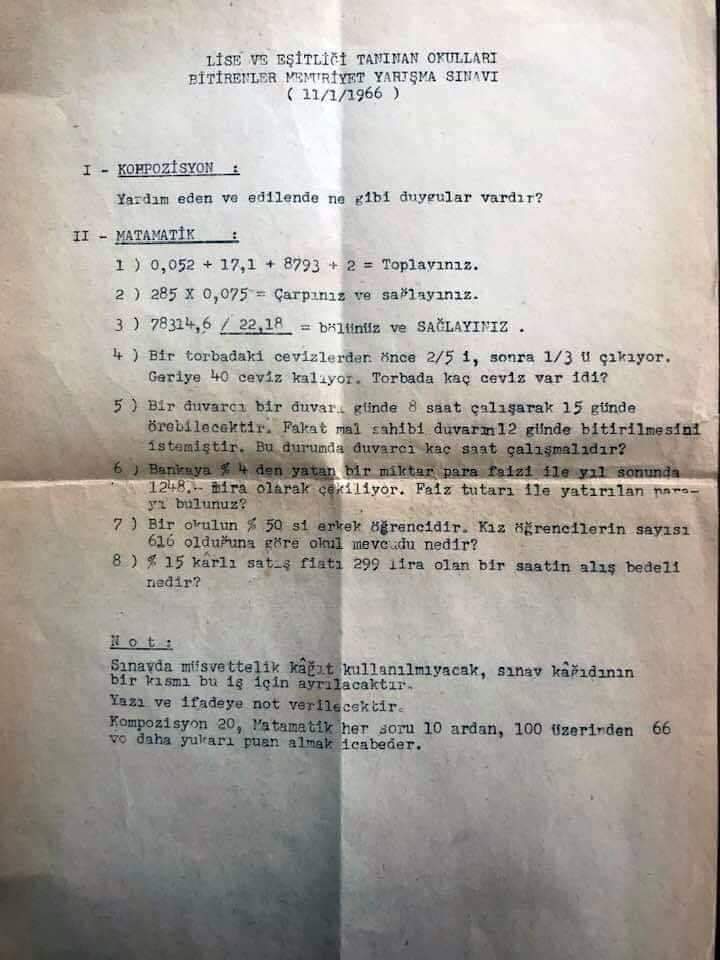 LİSE VE EŞİTLİĞİ TANINAN OKULLARI
BİTİRENLER MEMURİYET YARIŞMA SINAVI
( 11/1/1966 )
I - KOMPOZİSYON :
Yardım eden ve edilende ne gibi duygular vardır?
II - MATAMATİK :
1 ) 0,052 + 17,1 + 8793 + 2 = Toplayınız.
2 ) 285 X 0,075 = Çarpınız ve sağlayınız.
3 ) 78314,6 / 22,18 = bölünüz ve SAĞLAYINIZ .
4 ) Bir torbadaki cevizlerden önce 2/5 i, sonra 1/3 ü çıkıyor.
Geriye 40 ceviz kalıyor. Torbada kaç ceviz var idi?
5 ) Bir duvarcı bir duvarı günde 8 saat çalışarak 15 günde
örebilecektir. Fakat mal sahibi duvarın12 günde bitirilmesini
istemiştir. Bu durumda duvarcı kaç saat çalışmalıdır?
6 ) Bankaya % 4 den yatan bir miktar para faizi ile yıl sonunda
1248.- lira olarak çekiliyor. Faiz tutarı ile yatırılan para-
yı bulunuz?
7 ) Bir okulun % 50 si erkek öğrencidir. Kız öğrencilerin sayısı
616 olduğuna göre okul mevcudu nedir?
8 ) % 15 kârlı satış fiatı 299 lira olan bir saatin alış bedeli
nedir?
Not:
Sınavda müsvettelik kâğıt kullanılmıyacak, sınav kâğıdının
bir kısmı bu iş için ayrılacaktır.
Yazı ve ifadeye not verilecektir.
Kompozisyon 20, Matamatik her soru 10 ardan, 100 üzerinden 66
ve daha yukarı puan almak icabeder.